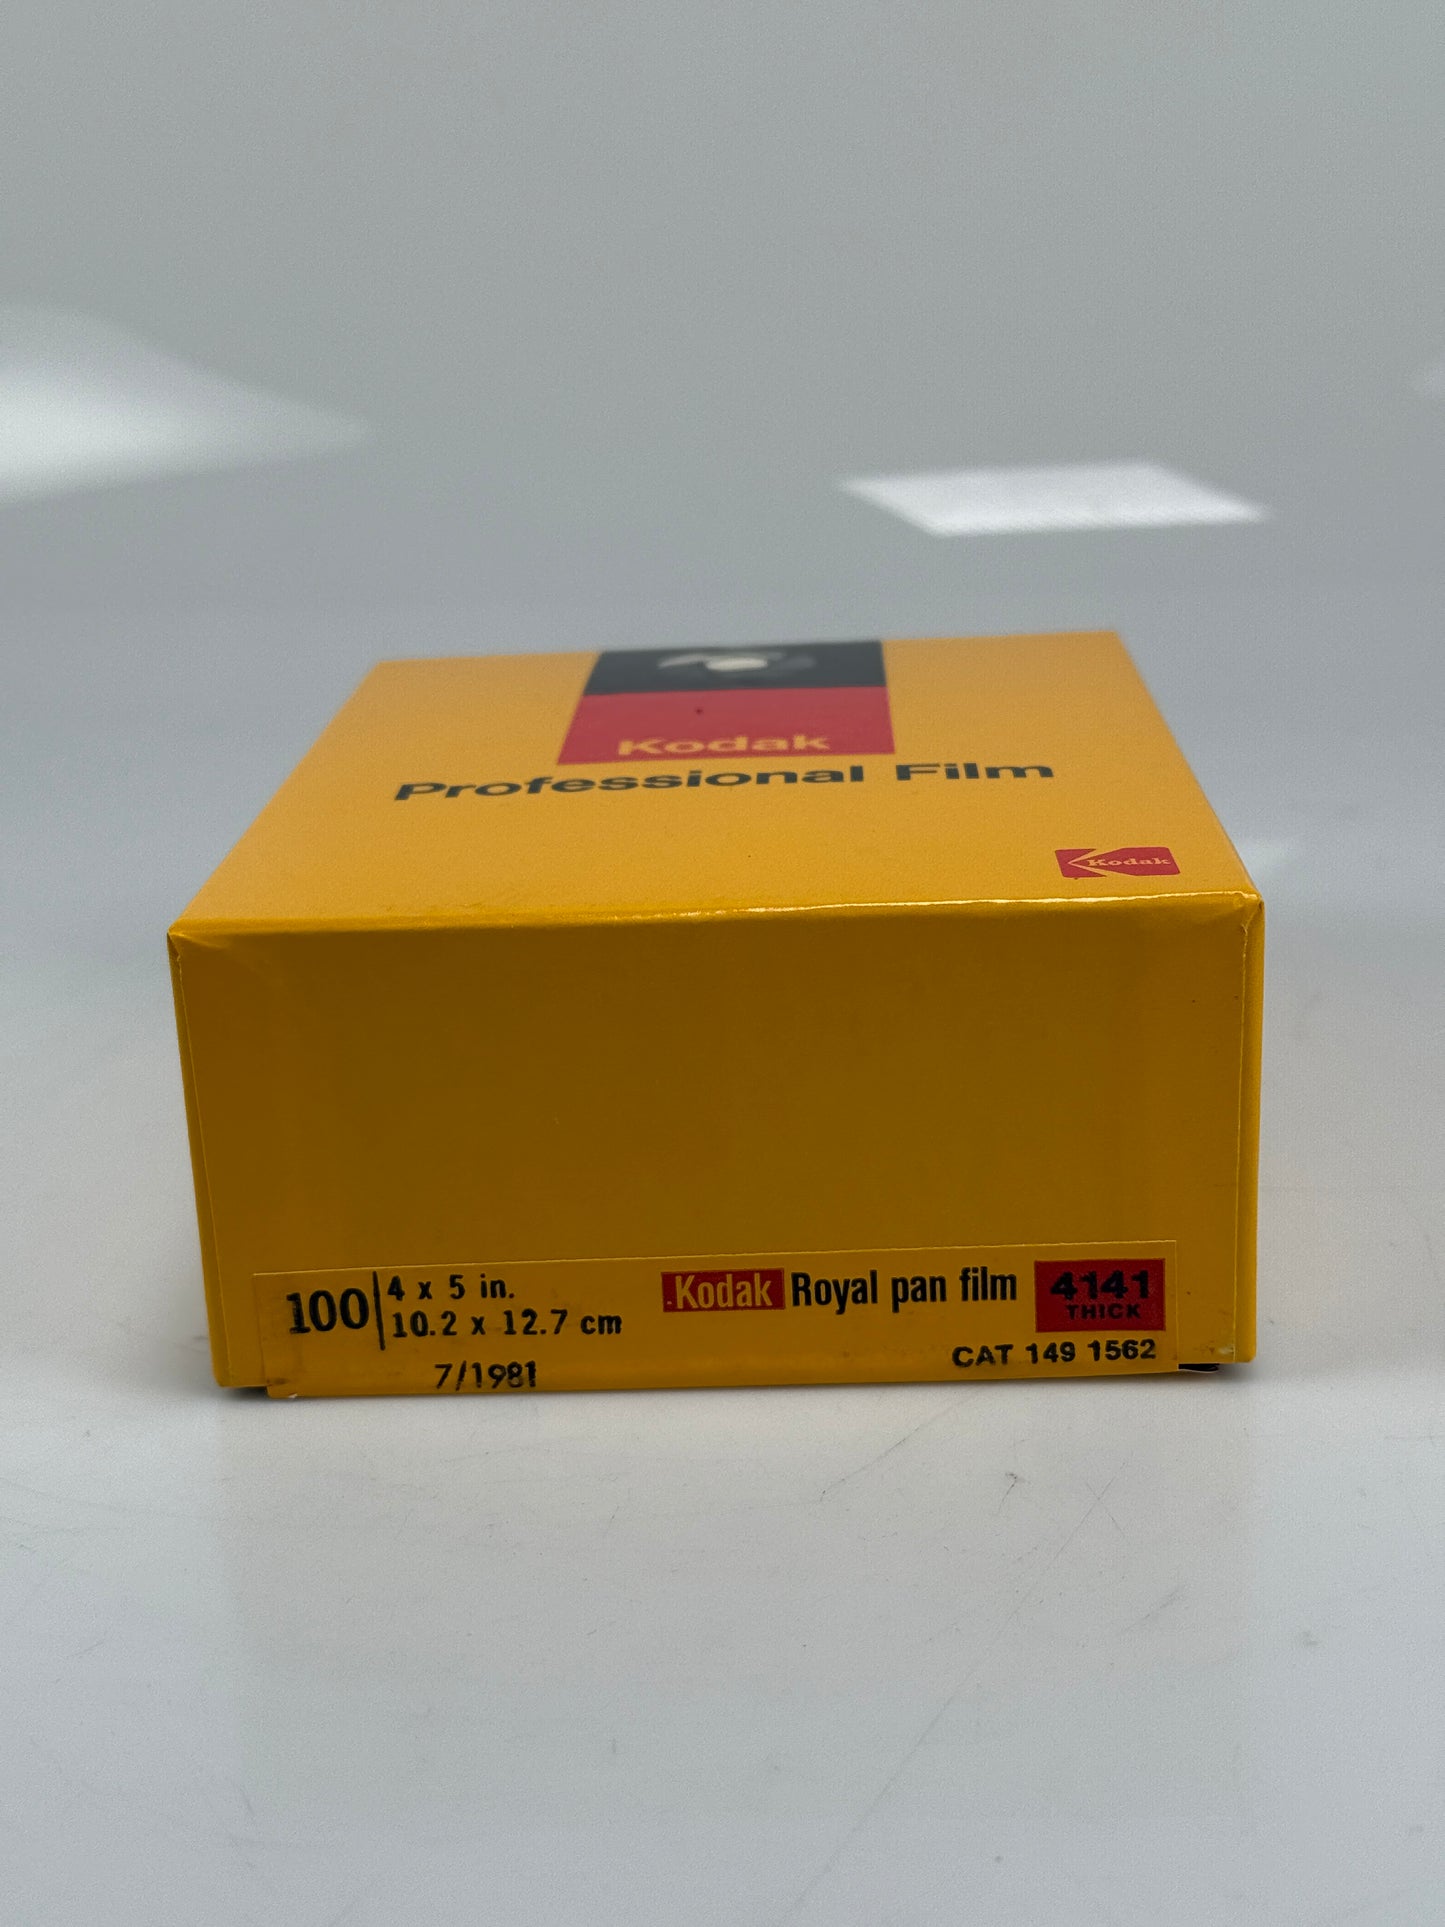 Kodak
Professional Film
Kodak
100 4 x 5 in.
10.2 x 12.7 cm
Kodak Royal pan film 4141
THICK
CAT 149 1562
7/1981